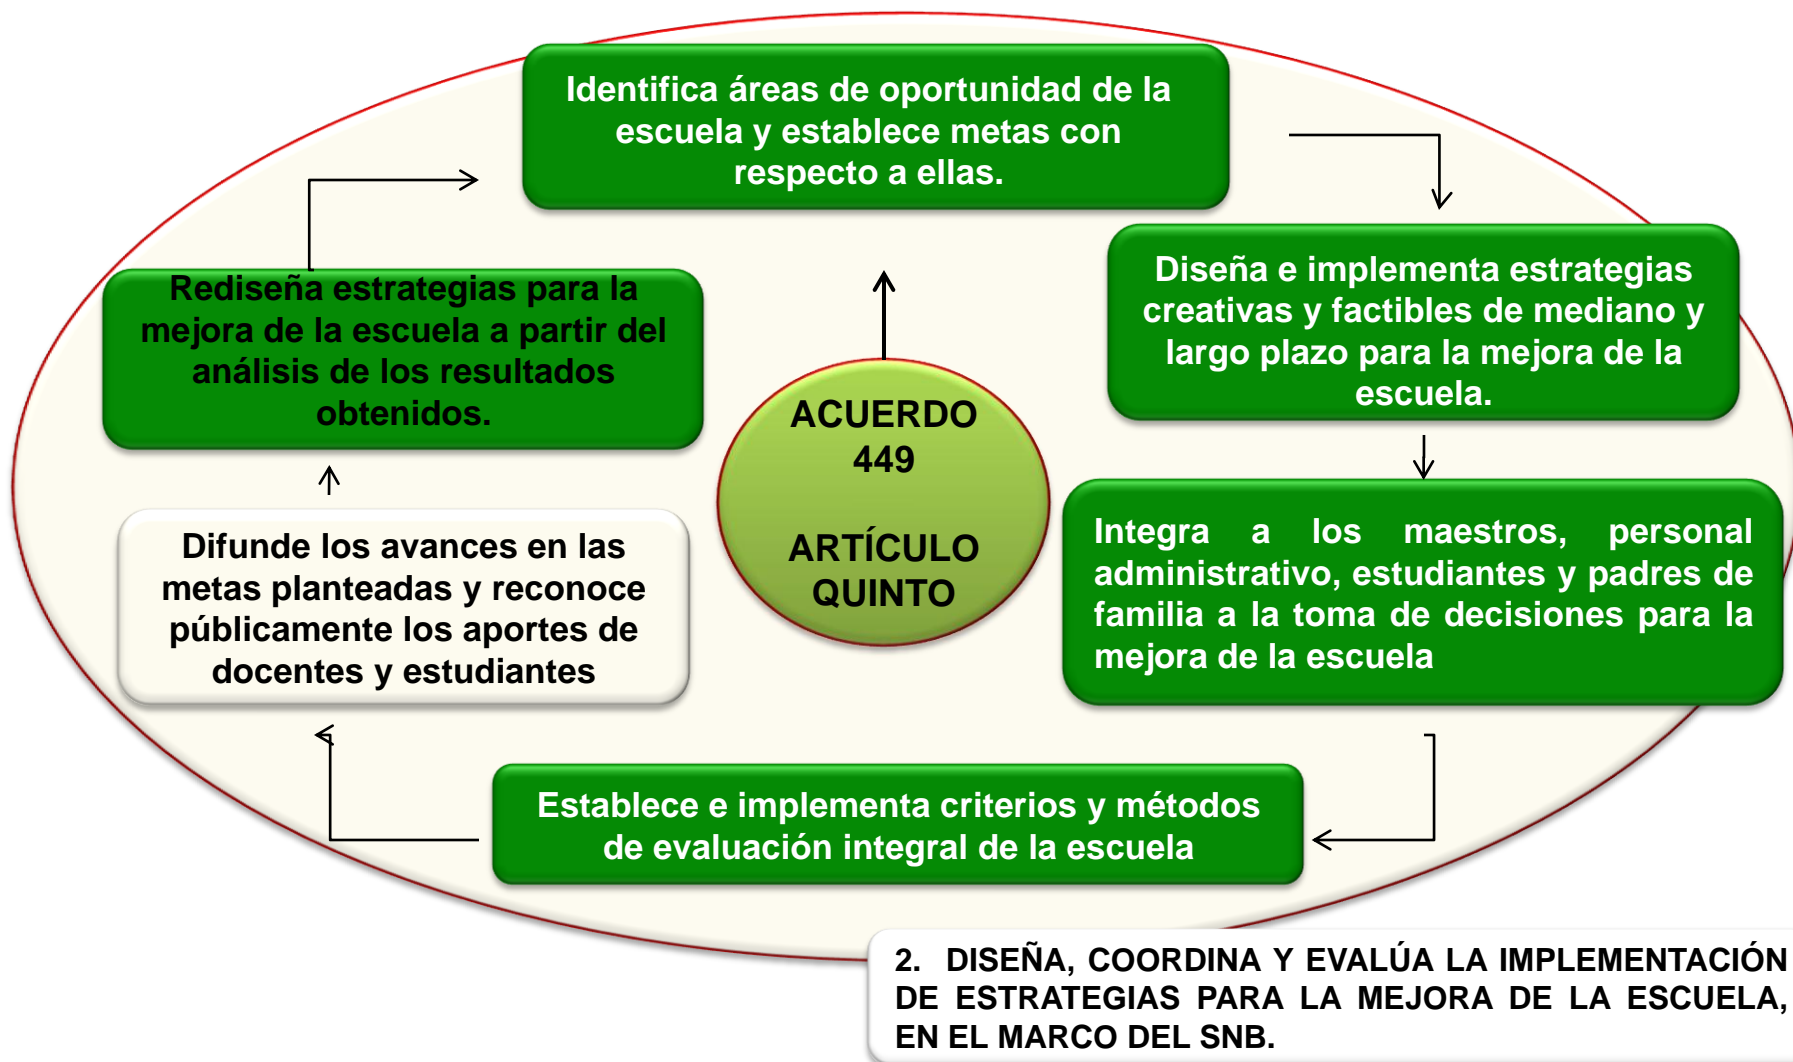 Identifica áreas de oportunidad de la
escuela y establece metas con
respecto a ellas.
Diseña e implementa estrategias
creativas y factibles de mediano y
largo plazo para la mejora de la
escuela.
Integra a los maestros, personal
administrativo, estudiantes y padres de
familia a la toma de decisiones para la
mejora de la escuela
Establece e implementa criterios y métodos
de evaluación integral de la escuela
Difunde los avances en las
metas planteadas y reconoce
públicamente los aportes de
docentes y estudiantes
Rediseña estrategias para la
mejora de la escuela a partir del
análisis de los resultados
obtenidos.
ACUERDO
449
ARTÍCULO
QUINTO
2. DISEÑA, COORDINA Y EVALÚA LA IMPLEMENTACIÓN
DE ESTRATEGIAS PARA LA MEJORA DE LA ESCUELA,
EN EL MARCO DEL SNB.